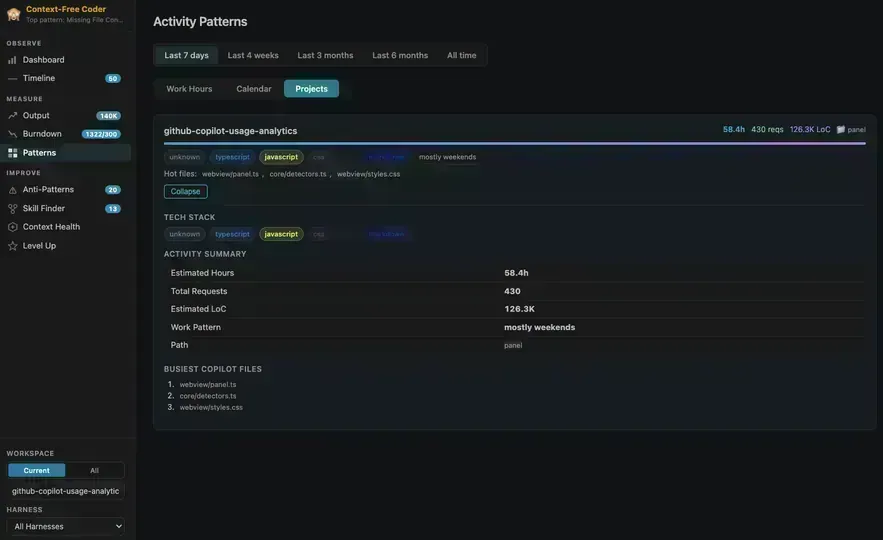 Context-Free Coder
Top pattern: Missing File Con...
OBSERVE
Dashboard
Timeline 50
MEASURE
Output 140K
Burndown 1322/300
Patterns
IMPROVE
Anti-Patterns 20
Skill Finder 13
Context Health
Level Up
WORKSPACE
Current All
github-copilot-usage-analytic
HARNESS
All Harnesses
Activity Patterns
Last 7 days Last 4 weeks Last 3 months Last 6 months All time
Work Hours Calendar Projects
github-copilot-usage-analytics 58.4h 430 reqs 126.3K LoC panel
unknown typescript javascript css mostly weekends
Hot files: webview/panel.ts , core/detectors.ts , webview/styles.css
Collapse
TECH STACK
unknown typescript javascript css
ACTIVITY SUMMARY
Estimated Hours 58.4h
Total Requests 430
Estimated LoC 126.3K
Work Pattern mostly weekends
Path panel
BUSIEST COPILOT FILES
1. webview/panel.ts
2. core/detectors.ts
3. webview/styles.css